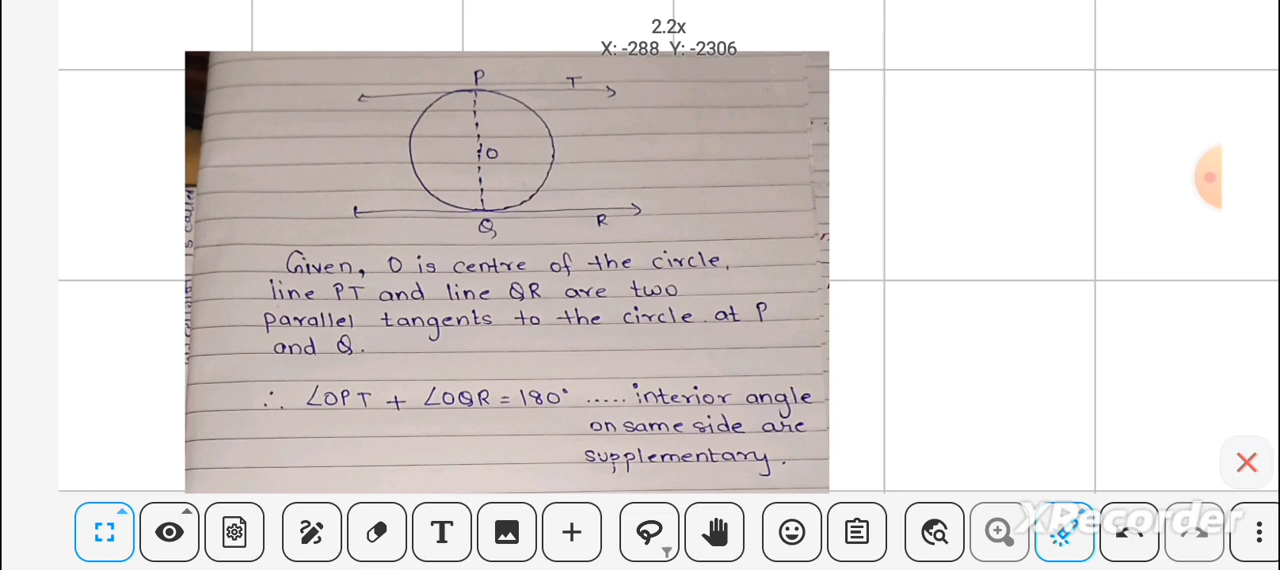 2.2x
X: -288 Y: -2306
P
T
O
Q
R
Given, O is centre of the circle,
line PT and line QR are two
parallel tangents to the circle at P
and Q.
∴ ∠OPT + ∠OQR = 180° ..... interior angle
on same side are
supplementary.
T
XRecorder